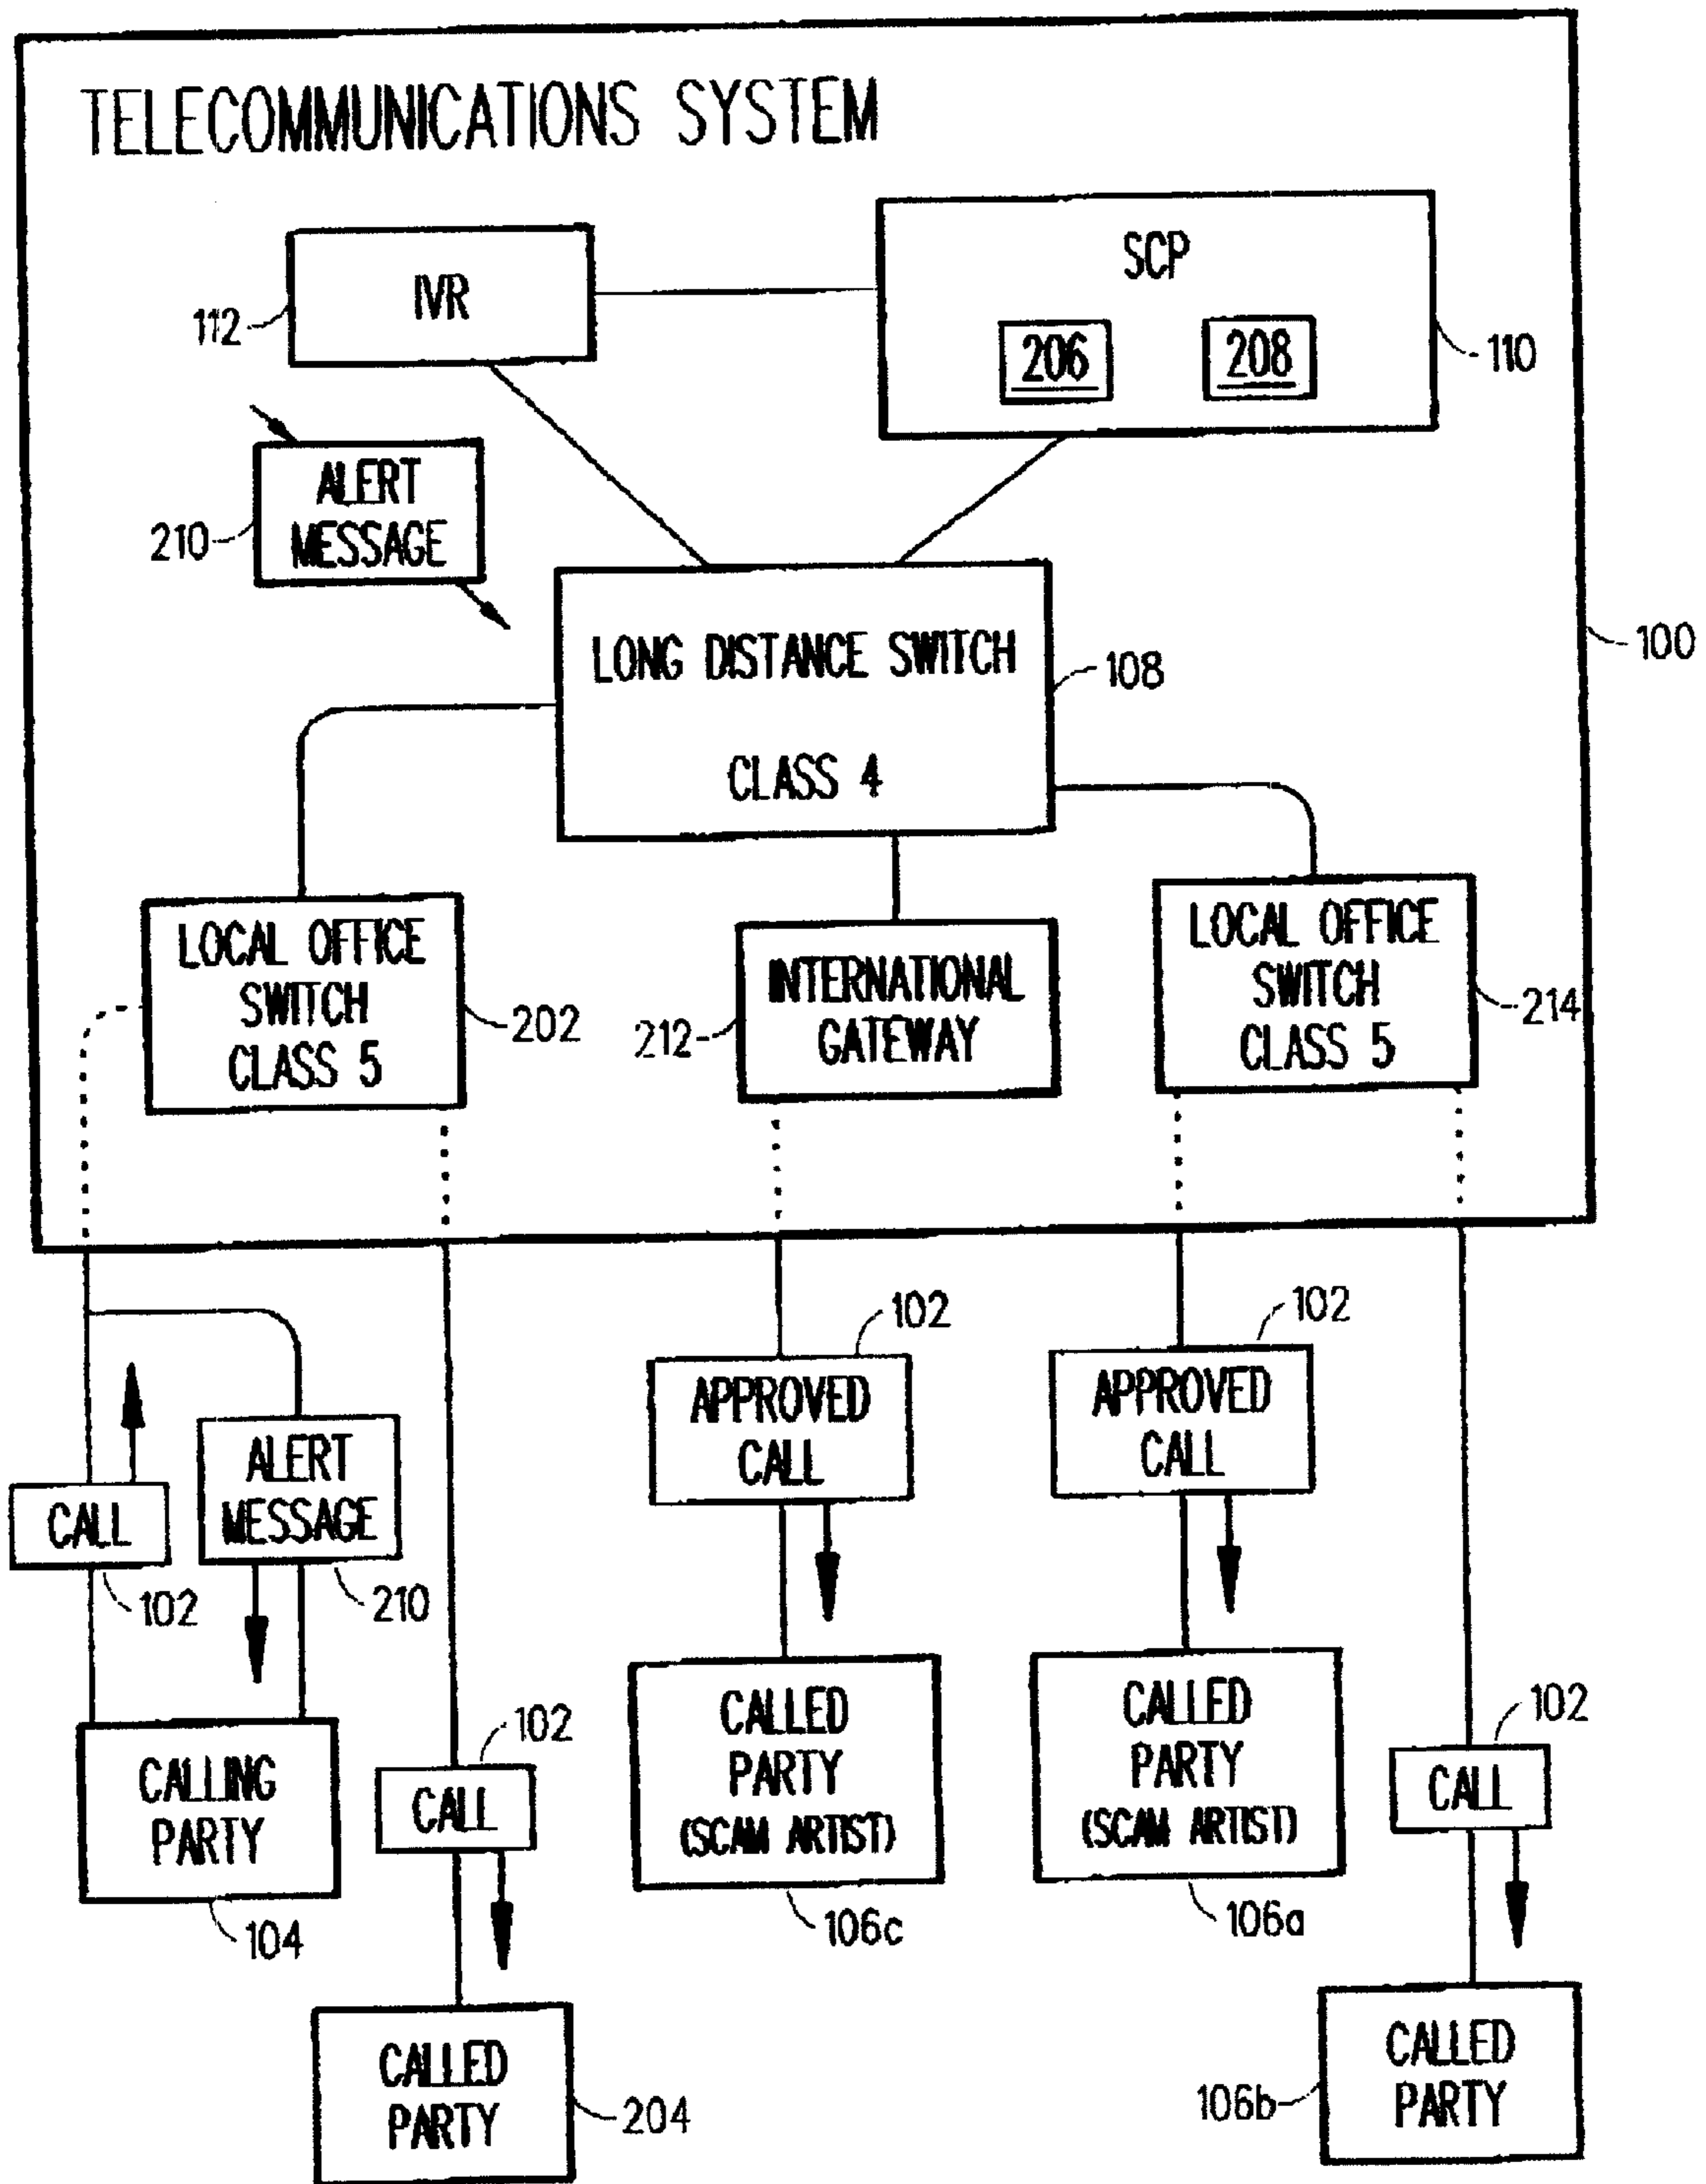 TELECOMMUNICATIONS SYSTEM
IVR
112
SCP
206
208
110
ALERT
MESSAGE
210
LONG DISTANCE SWITCH
CLASS 4
108
100
LOCAL OFFICE
SWITCH
CLASS 5
202
INTERNATIONAL
GATEWAY
212
LOCAL OFFICE
SWITCH
CLASS 5
214
CALL
102
ALERT
MESSAGE
210
CALLING
PARTY
104
CALL
102
CALLED
PARTY
204
APPROVED
CALL
102
CALLED
PARTY
(SCAM ARTIST)
106c
APPROVED
CALL
102
CALLED
PARTY
(SCAM ARTIST)
106a
CALL
102
CALLED
PARTY
106b